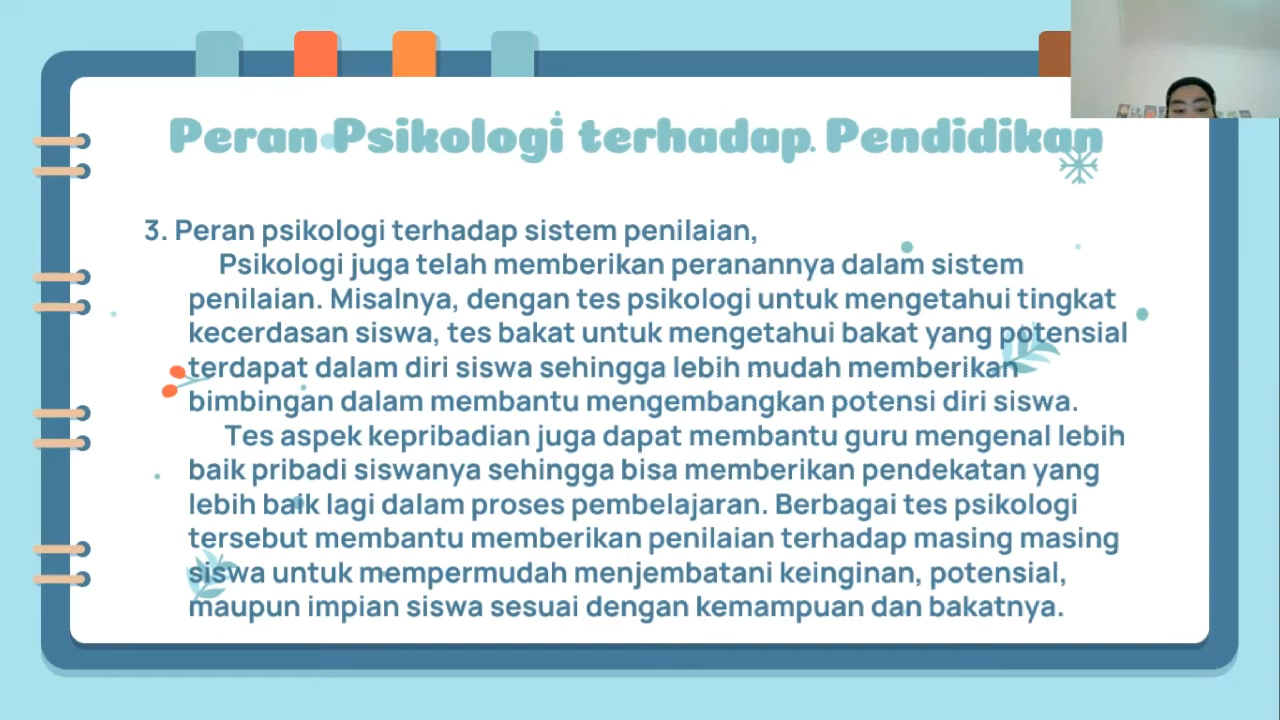 Peran Psikologi terhadap Pendidikan
3. Peran psikologi terhadap sistem penilaian,
Psikologi juga telah memberikan peranannya dalam sistem
penilaian. Misalnya, dengan tes psikologi untuk mengetahui tingkat
kecerdasan siswa, tes bakat untuk mengetahui bakat yang potensial
terdapat dalam diri siswa sehingga lebih mudah memberikan
bimbingan dalam membantu mengembangkan potensi diri siswa.
Tes aspek kepribadian juga dapat membantu guru mengenal lebih
baik pribadi siswanya sehingga bisa memberikan pendekatan yang
lebih baik lagi dalam proses pembelajaran. Berbagai tes psikologi
tersebut membantu memberikan penilaian terhadap masing masing
siswa untuk mempermudah menjembatani keinginan, potensial,
maupun impian siswa sesuai dengan kemampuan dan bakatnya.